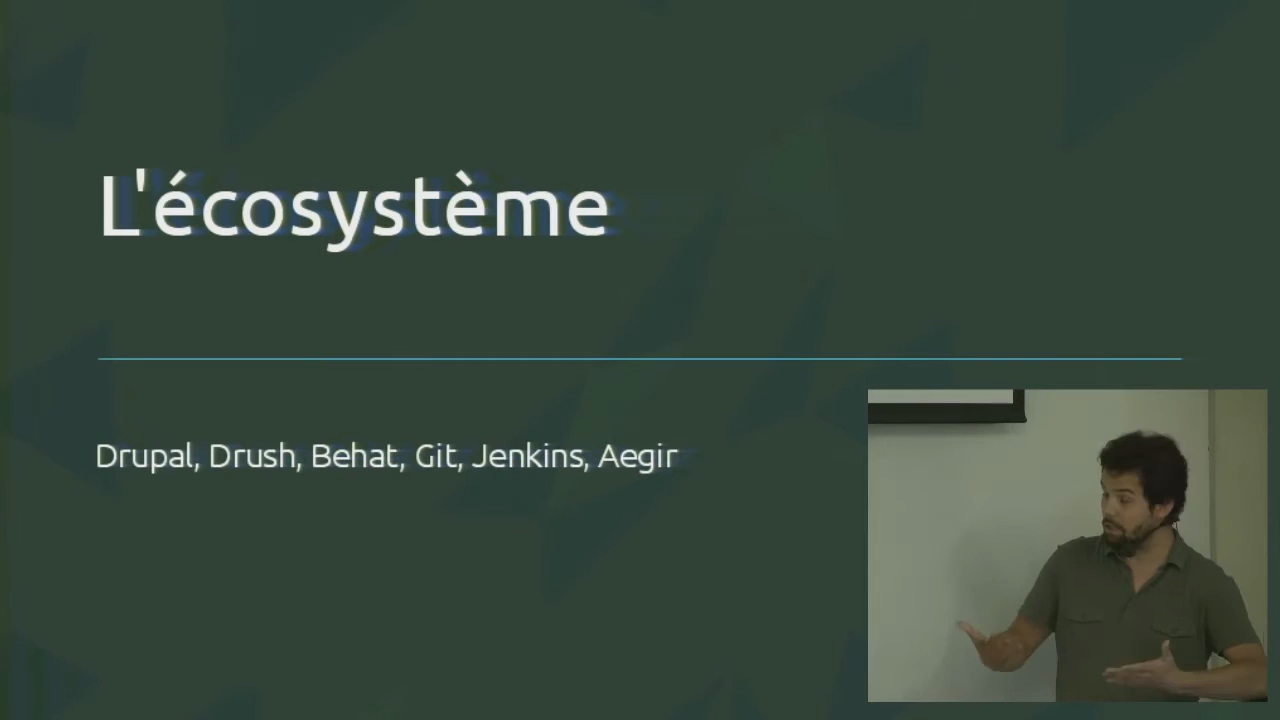 L'écosystème
Drupal, Drush, Behat, Git, Jenkins, Aegir